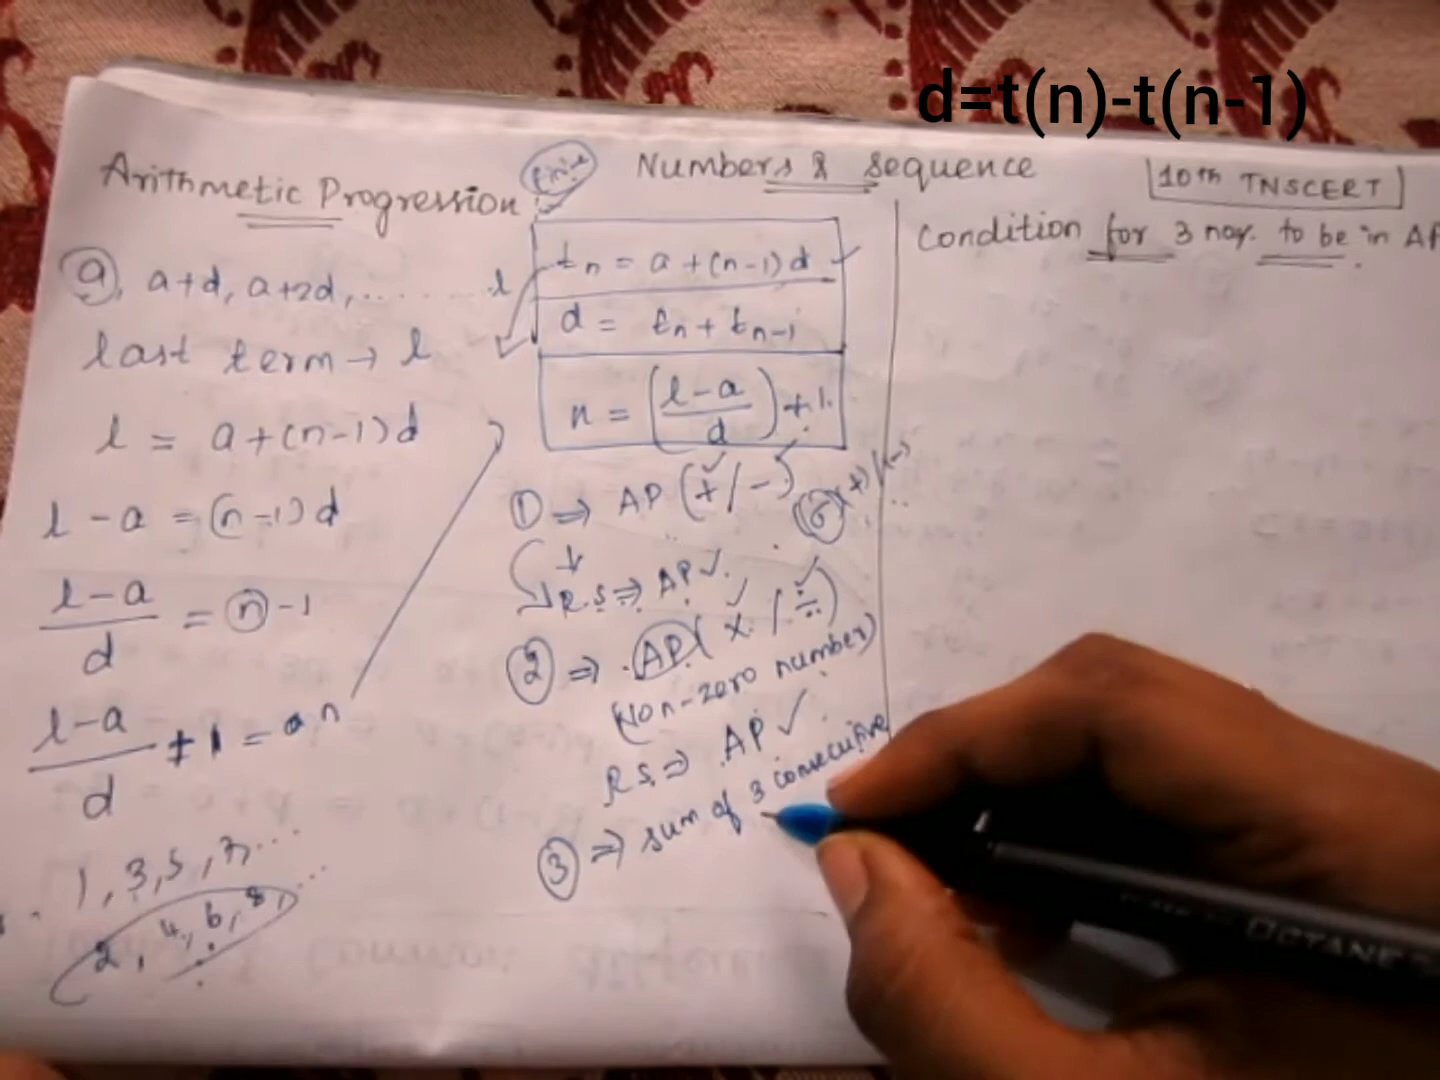 d=t(n)-t(n-1)
Numbers & sequence
10th TNSCERT
Arithmetic Progression
a, a+d, a+2d, ....... l
last term → l
l = a+(n-1)d
l-a = (n-1)d
l-a/d = n-1
l-a/d + 1 = n
1, 3, 5, 7, ...
2, 4, 6, 8, ...
tn = a+(n-1)d
d = tn + tn-1
n = (l-a/d)+1.
① ⇒ AP (+/-)
(+)/(-)
R.S ⇒ AP ✓.
② ⇒ AP (x / ÷)
(Non-zero number)
R.S. ⇒ AP ✓
③ ⇒ sum of 3 consecutive
condition for 3 nos. to be in AP
OCTANE